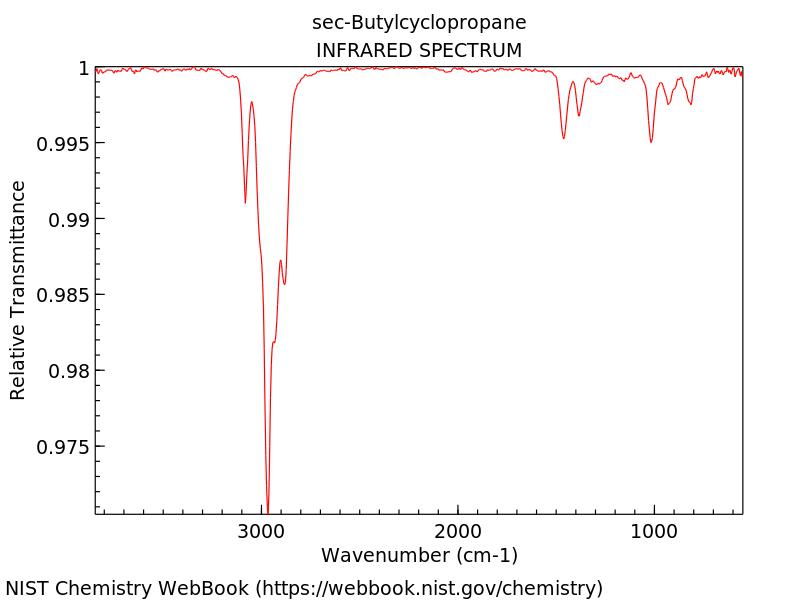 sec-Butylcyclopropane
INFRARED SPECTRUM
1
0.995
0.99
0.985
0.98
0.975
Relative Transmittance
3000 2000 1000
Wavenumber (cm-1)
NIST Chemistry WebBook (https://webbook.nist.gov/chemistry)